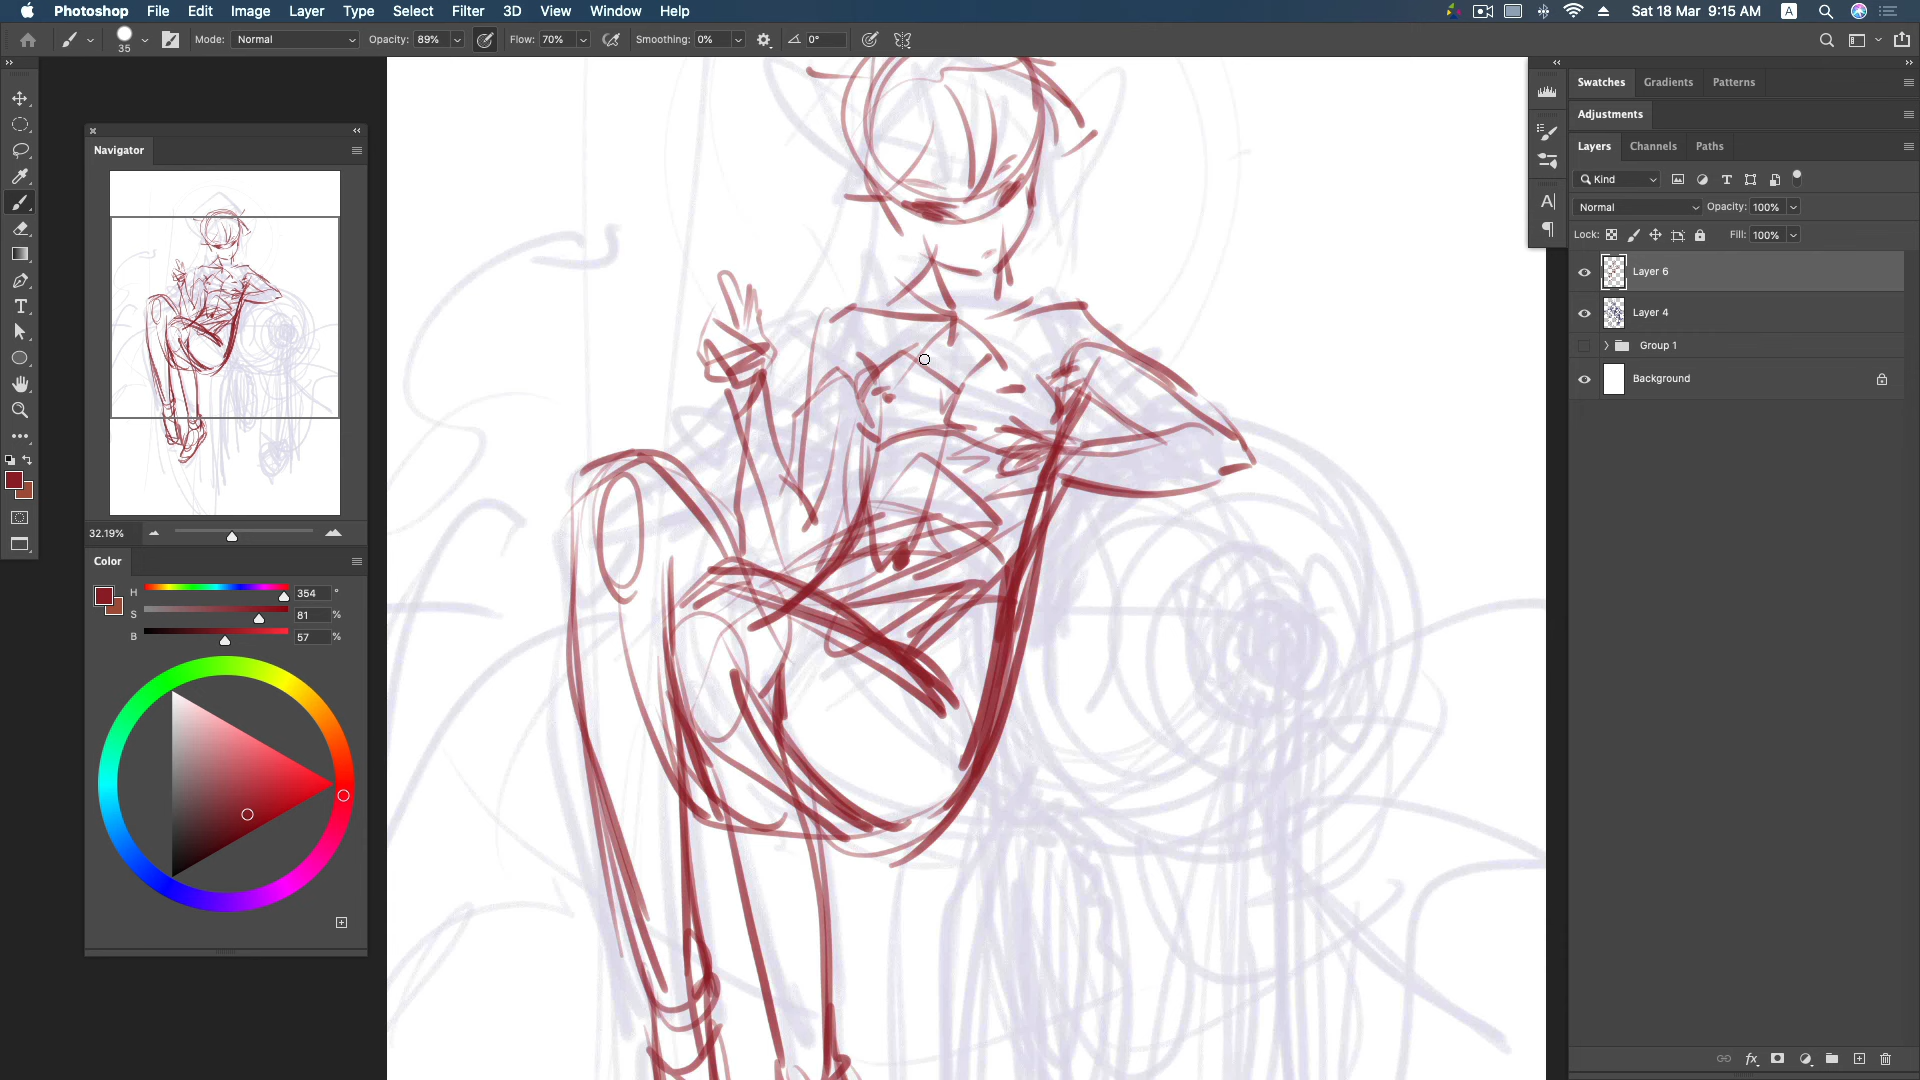 Photoshop File Edit Image Layer Type Select Filter 3D View Window Help Sat 18 Mar 9:15 AM A
35 Mode: Normal Opacity: 89% Flow: 70% Smoothing: 0% 0°
Navigator
32.19%
Color
H 354 °
S 81 %
B 57 %
Swatches Gradients Patterns
Adjustments
Layers Channels Paths
Kind
Normal Opacity: 100%
Lock: Fill: 100%
Layer 6
Layer 4
Group 1
Background
fx